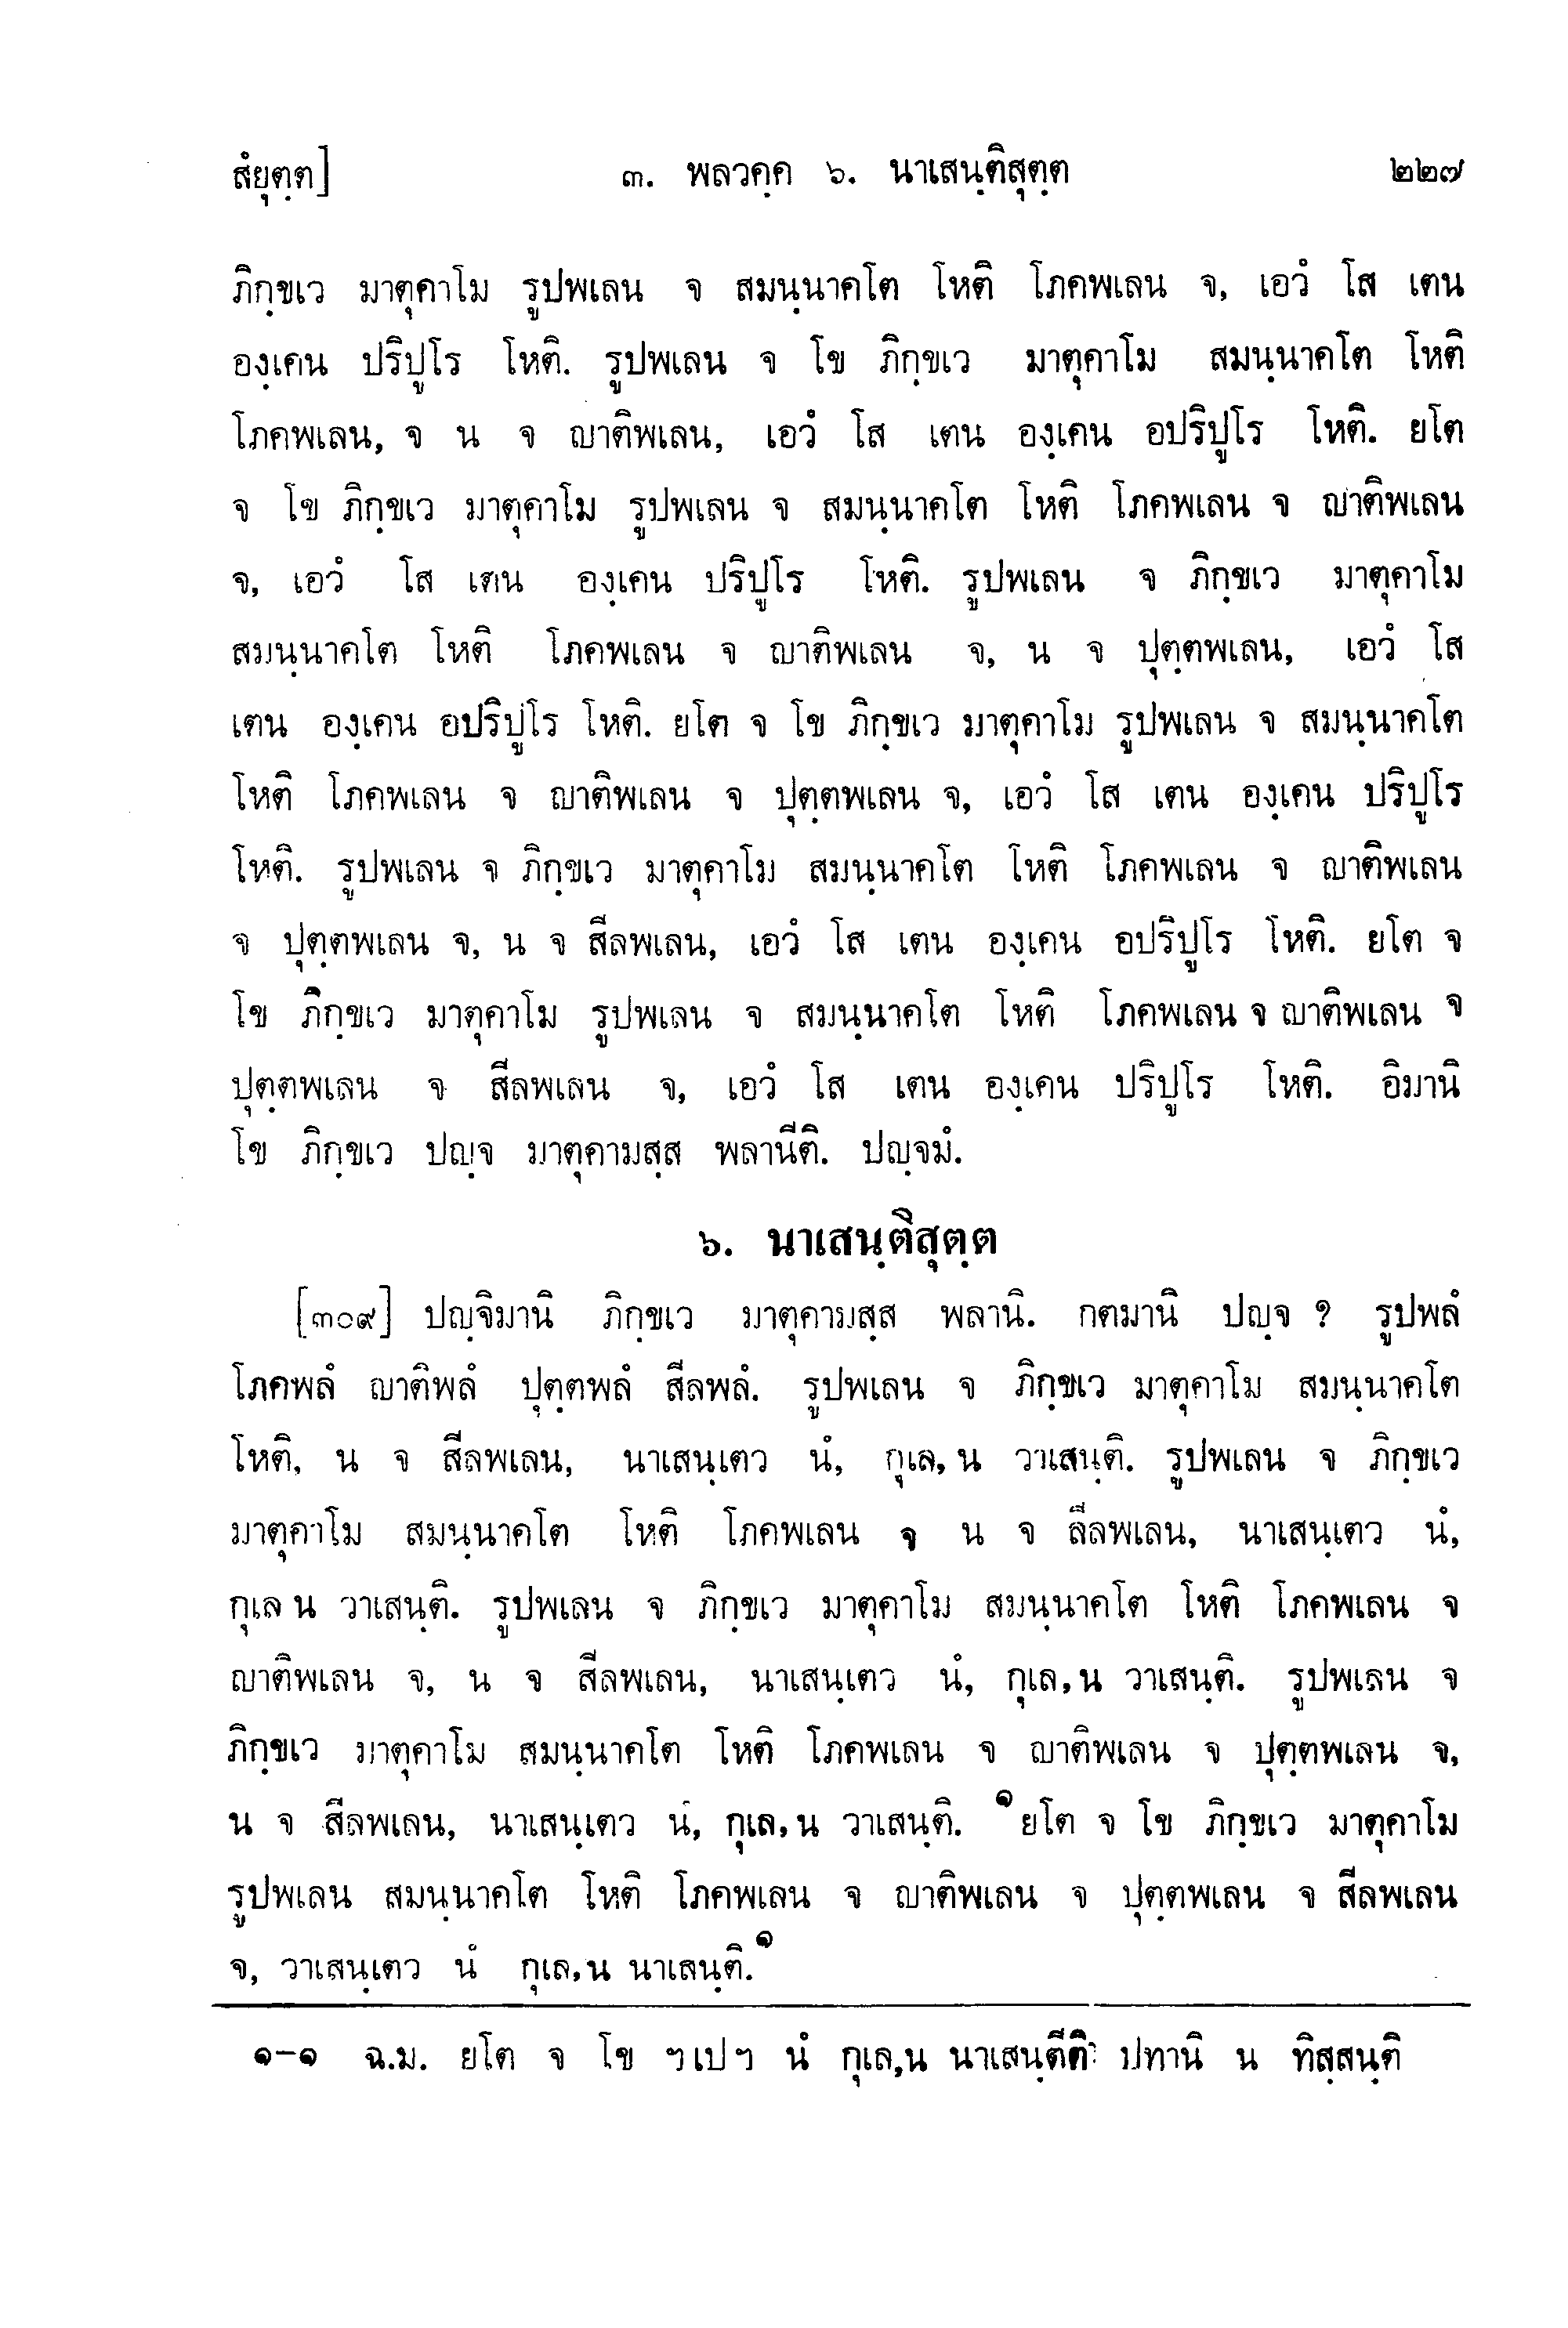 สํยุตฺต]	๓. พลวคฺค ๖. นาเสนฺติสุตฺต	๒๒๗
ภิกฺขเว มาตุคาโม รูปพเลน จ สมนฺนาคโต โหติ โภคพเลน จ, เอวํ โส เตน
องฺเคน ปริปูโร โหติ. รูปพเลน จ โข ภิกฺขเว มาตุคาโม สมนฺนาคโต โหติ
โภคพเลน, จ น จ ญาติพเลน, เอวํ โส เตน องฺเคน อปริปูโร โหติ. ยโต
จ โข ภิกฺขเว มาตุคาโม รูปพเลน จ สมนฺนาคโต โหติ โภคพเลน จ ญาติพเลน
จ, เอวํ โส เตน องฺเคน ปริปูโร โหติ. รูปพเลน จ ภิกฺขเว มาตุคาโม
สมนฺนาคโต โหติ โภคพเลน จ ญาติพเลน จ, น จ ปุตฺตพเลน, เอวํ โส
เตน องฺเคน อปริปูโร โหติ. ยโต จ โข ภิกฺขเว มาตุคาโม รูปพเลน จ สมนฺนาคโต
โหติ โภคพเลน จ ญาติพเลน จ ปุตฺตพเลน จ, เอวํ โส เตน องฺเคน ปริปูโร
โหติ. รูปพเลน จ ภิกฺขเว มาตุคาโม สมนฺนาคโต โหติ โภคพเลน จ ญาติพเลน
จ ปุตฺตพเลน จ, น จ สีลพเลน, เอวํ โส เตน องฺเคน อปริปูโร โหติ. ยโต จ
โข ภิกฺขเว มาตุคาโม รูปพเลน จ สมนฺนาคโต โหติ โภคพเลน จ ญาติพเลน จ
ปุตฺตพเลน จ สีลพเลน จ, เอวํ โส เตน องฺเคน ปริปูโร โหติ. อิมานิ
โข ภิกฺขเว ปญฺจ มาตุคามสฺส พลานีติ. ปญฺจมํ.
๖. นาเสนฺติสุตฺต
[๓๐๙] ปญฺจิมานิ ภิกฺขเว มาตุคามสฺส พลานิ. กตมานิ ปญฺจ ? รูปพลํ
โภคพลํ ญาติพลํ ปุตฺตพลํ สีลพลํ. รูปพเลน จ ภิกฺขเว มาตุคาโม สมนฺนาคโต
โหติ, น จ สีลพเลน, นาเสนฺเตว นํ, กุเล, น วาเสนฺติ. รูปพเลน จ ภิกฺขเว
มาตุคาโม สมนฺนาคโต โหติ โภคพเลน จ น จ สีลพเลน, นาเสนฺเตว นํ,
กุเล น วาเสนฺติ. รูปพเลน จ ภิกฺขเว มาตุคาโม สมนฺนาคโต โหติ โภคพเลน จ
ญาติพเลน จ, น จ สีลพเลน, นาเสนฺเตว นํ, กุเล, น วาเสนฺติ. รูปพเลน จ
ภิกฺขเว มาตุคาโม สมนฺนาคโต โหติ โภคพเลน จ ญาติพเลน จ ปุตฺตพเลน จ,
น จ สีลพเลน, นาเสนฺเตว นํ, กุเล, น วาเสนฺติ. ๑ยโต จ โข ภิกฺขเว มาตุคาโม
รูปพเลน สมนฺนาคโต โหติ โภคพเลน จ ญาติพเลน จ ปุตฺตพเลน จ สีลพเลน
จ, วาเสนฺเตว นํ กุเล, น นาเสนฺติ.๑
๑-๑ ฉ.ม. ยโต จ โข ฯเปฯ นํ กุเล, น นาเสนฺตีติ ปทานิ น ทิสฺสนฺติ